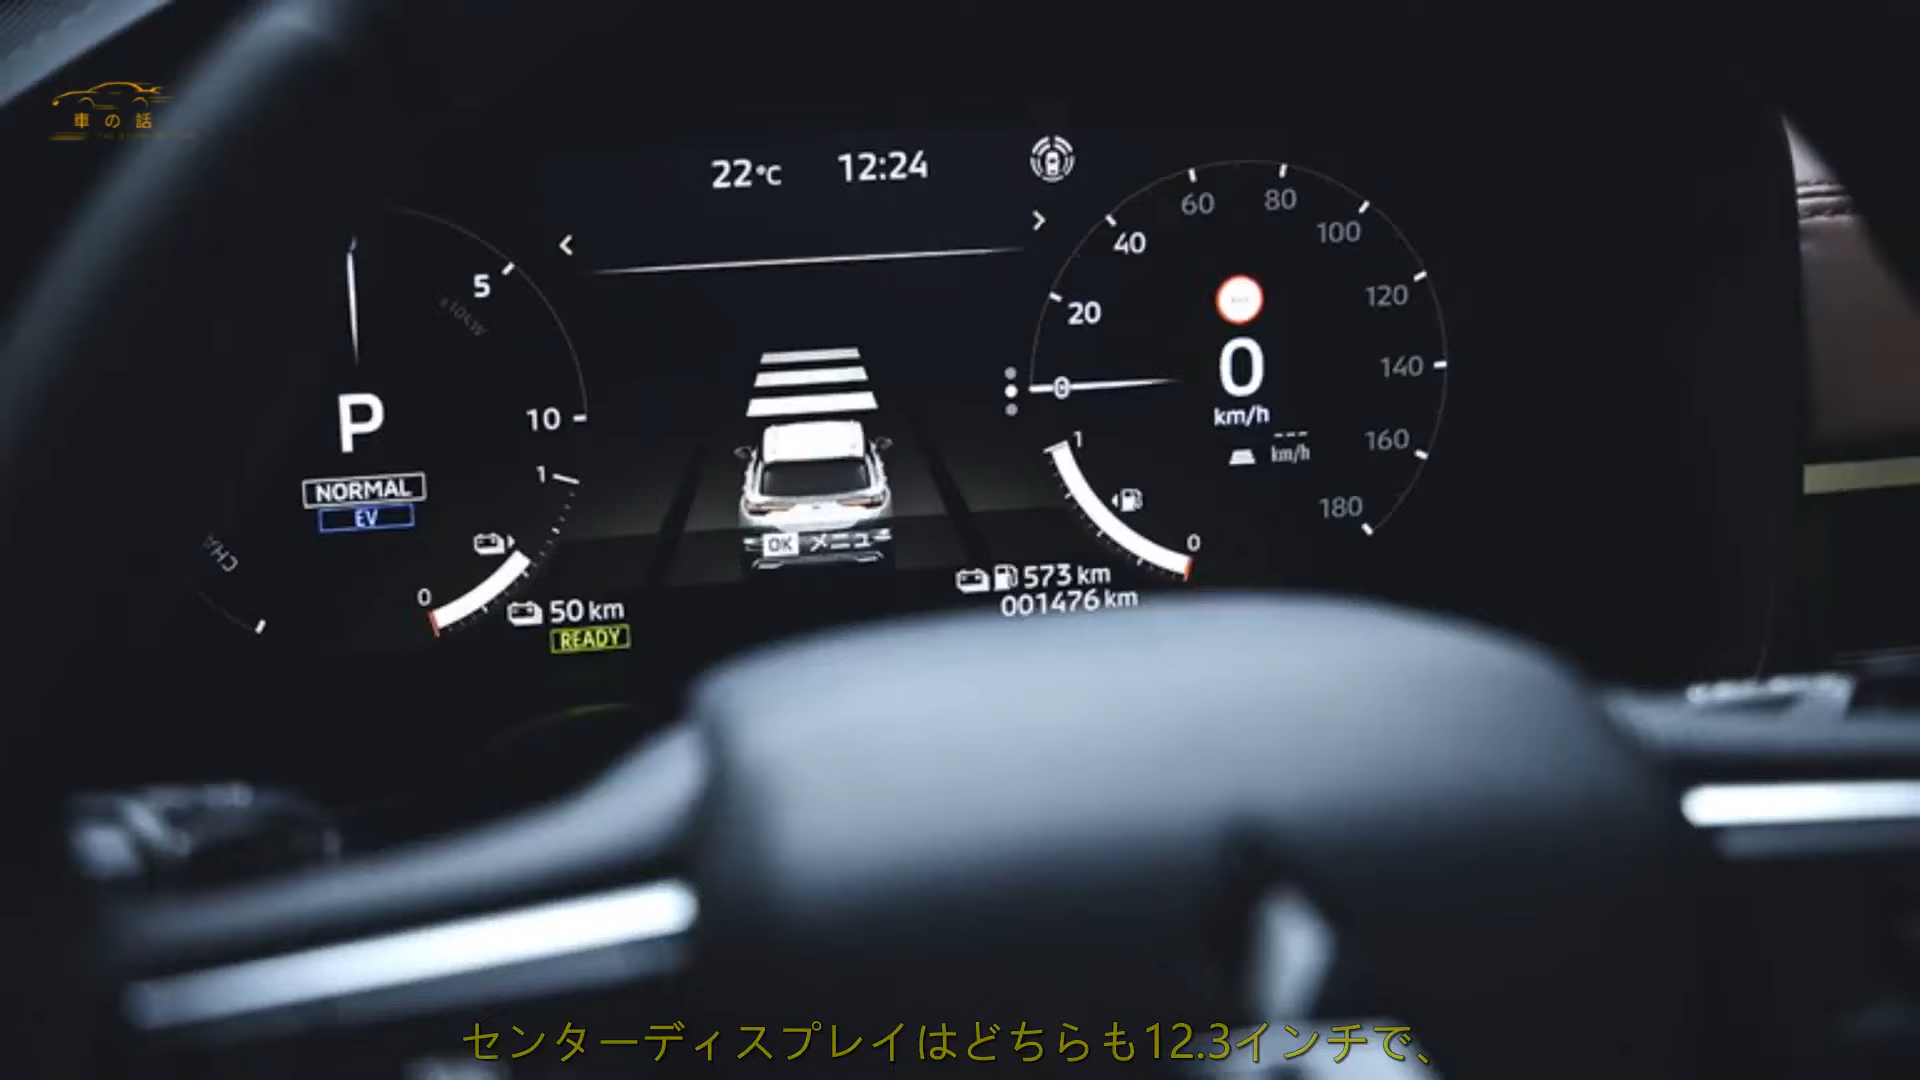 車の話
22°C 12:24
5
x10kW
10
P
NORMAL
EV
1
0
CHA
50 km
READY
OK メニュー
573 km
001476 km
0
20
40
60
80
100
120
140
160
180
0
km/h
--- km/h
1
0
センターディスプレイはどちらも12.3インチで、